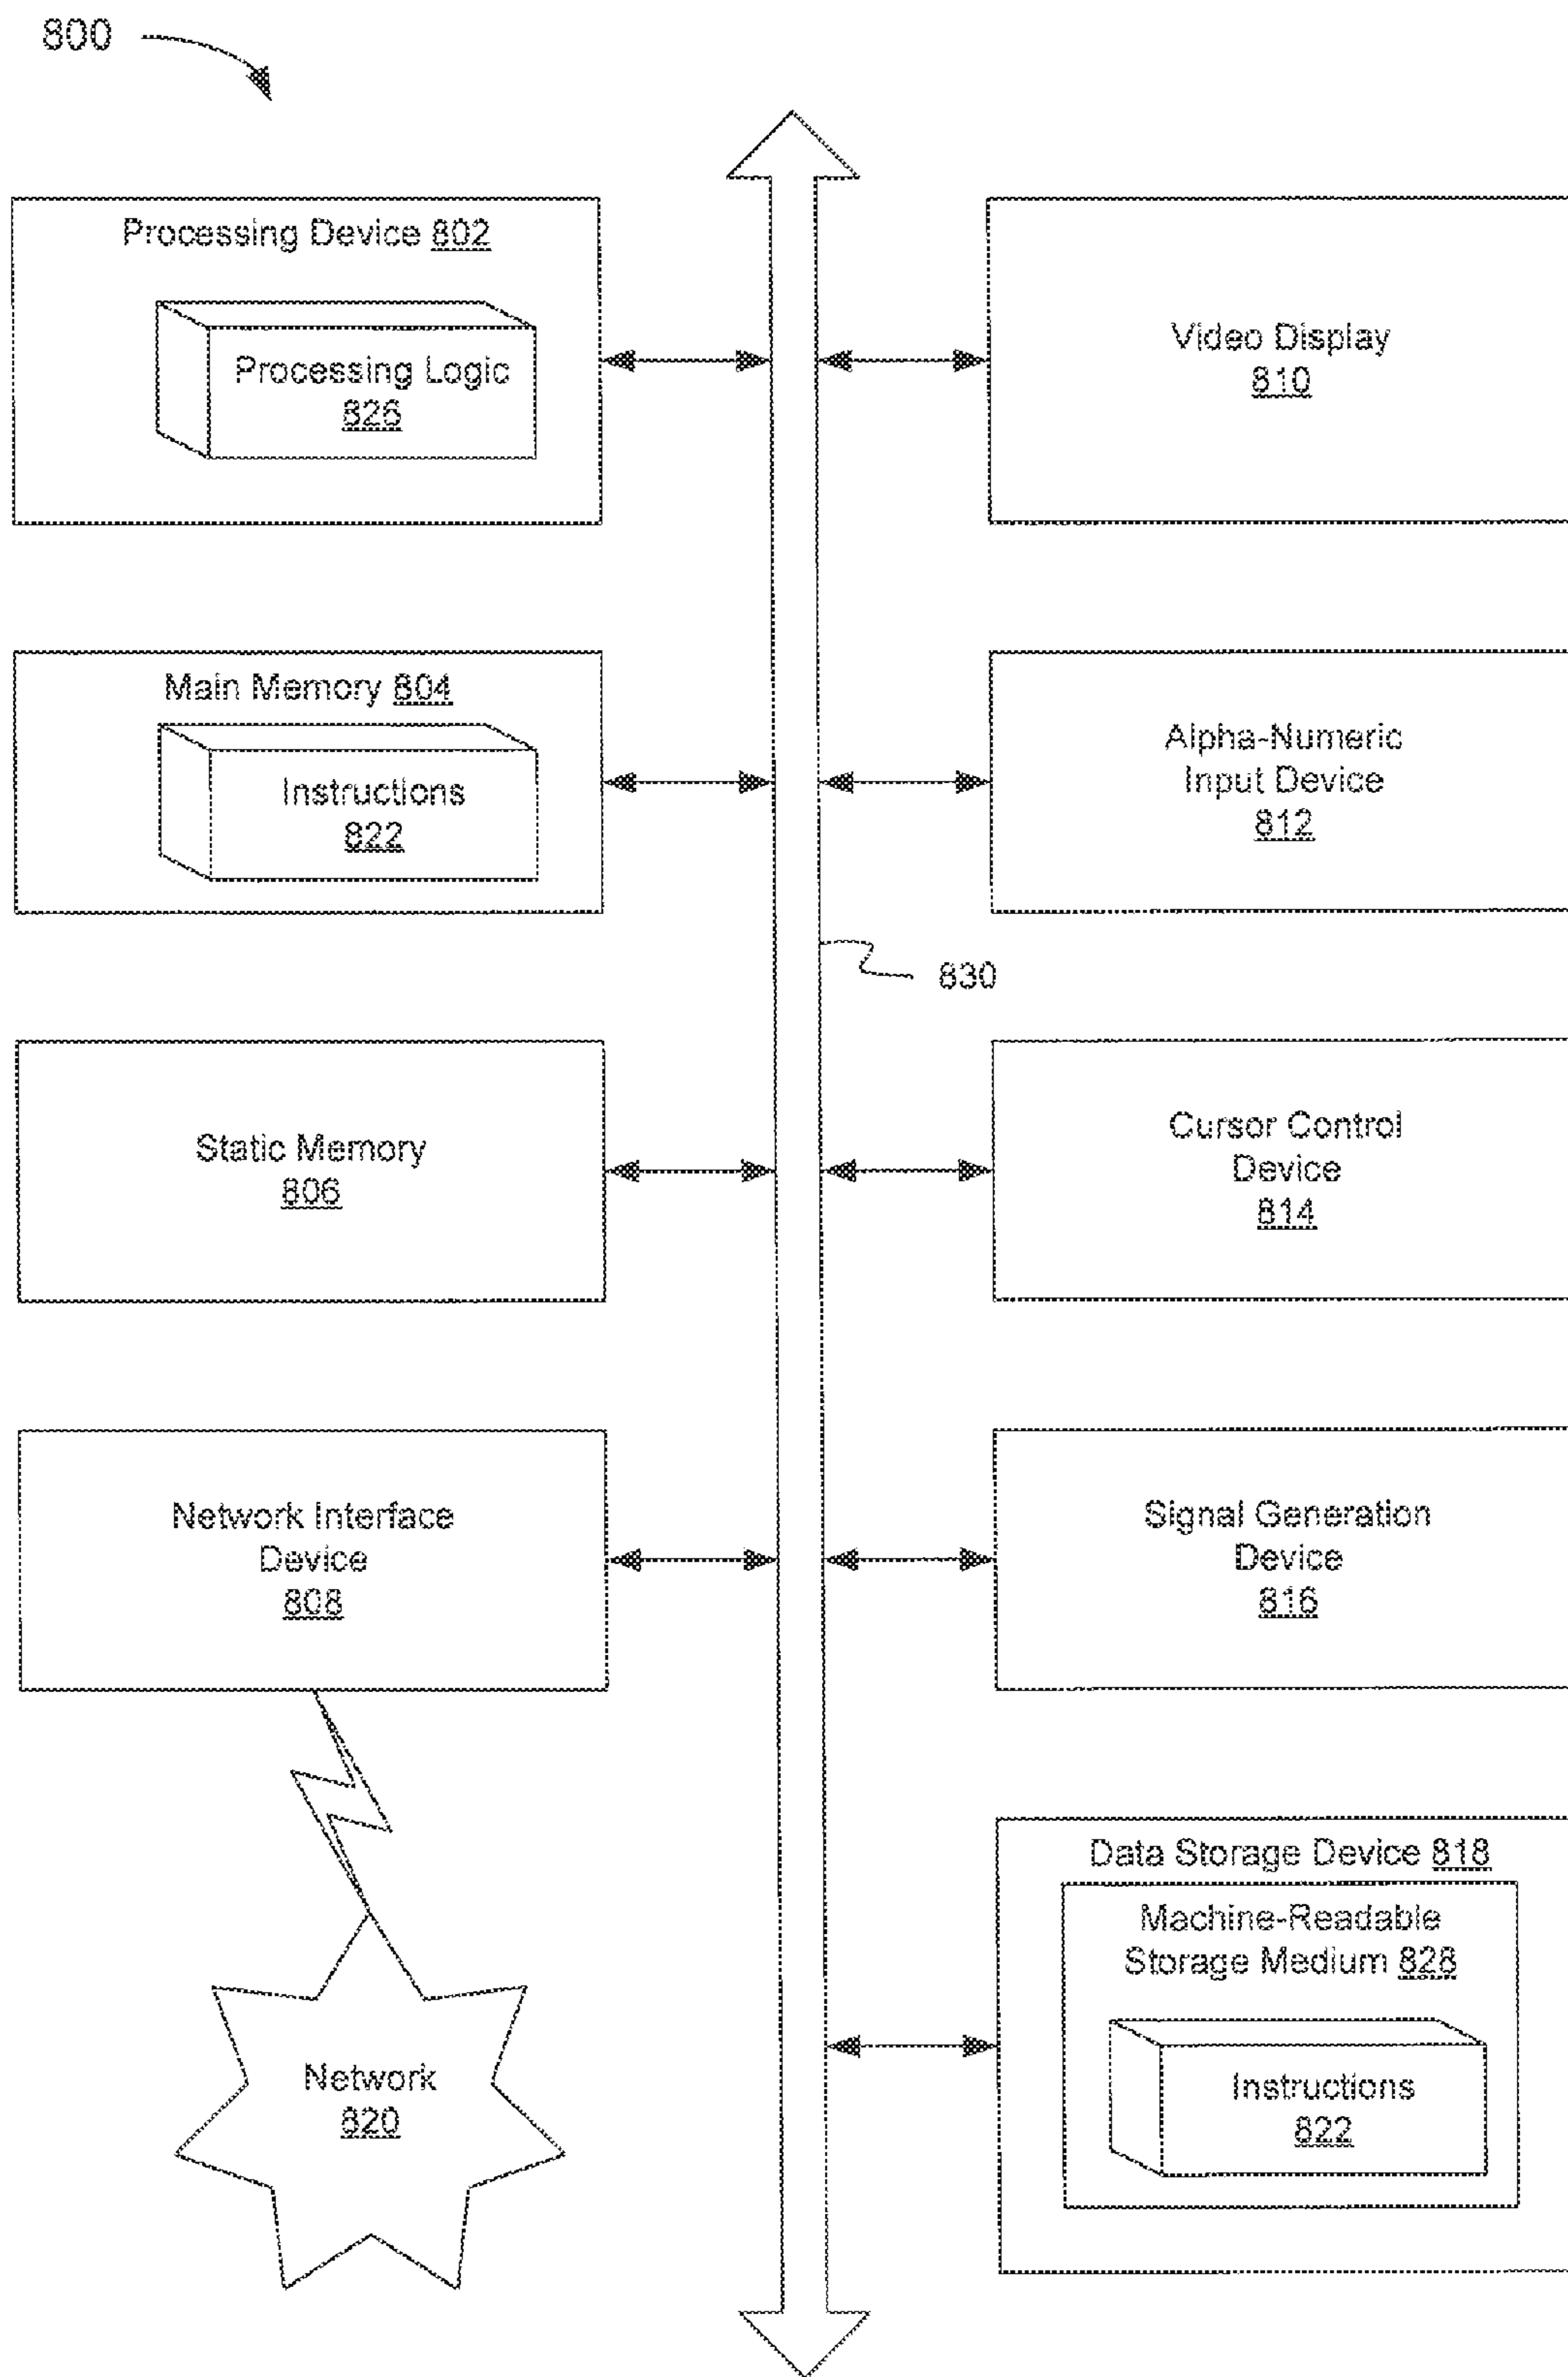 800
Processing Device 802
Processing Logic
826
Video Display
810
Main Memory 804
Instructions
822
Alpha-Numeric
Input Device
812
830
Static Memory
806
Cursor Control
Device
814
Network Interface
Device
808
Signal Generation
Device
816
Data Storage Device 818
Machine-Readable
Storage Medium 828
Instructions
822
Network
820